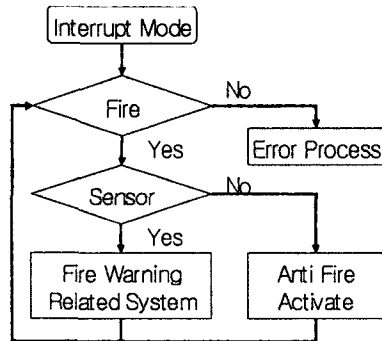 Interrupt Mode
Fire
No
Yes
Error Process
Sensor
No
Yes
Fire Warning
Related System
Anti Fire
Activate